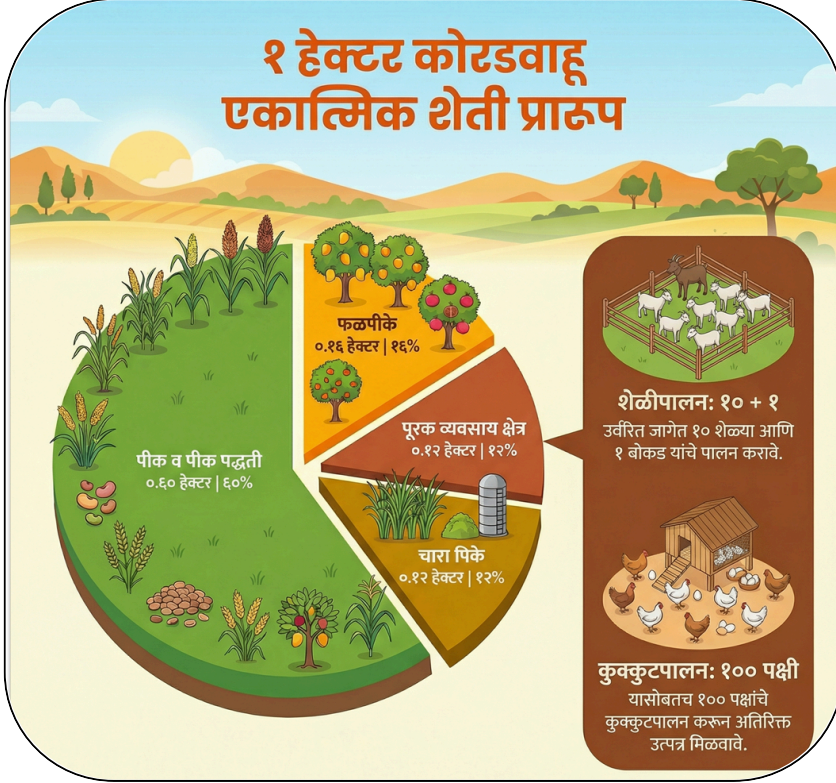 १ हेक्टर कोरडवाहू
एकात्मिक शेती प्रारूप
फळपीके
०.१६ हेक्टर | १६%
पूरक व्यवसाय क्षेत्र
०.१२ हेक्टर | १२%
पीक व पीक पद्धती
०.६० हेक्टर | ६०%
चारा पिके
०.१२ हेक्टर | १२%
शेळीपालन: १० + १
उर्वरित जागेत १० शेळ्या आणि
१ बोकड यांचे पालन करावे.
कुक्कुटपालन: १०० पक्षी
यासोबतच १०० पक्षांचे
कुक्कुटपालन करून अतिरिक्त
उत्पन्न मिळवावे.